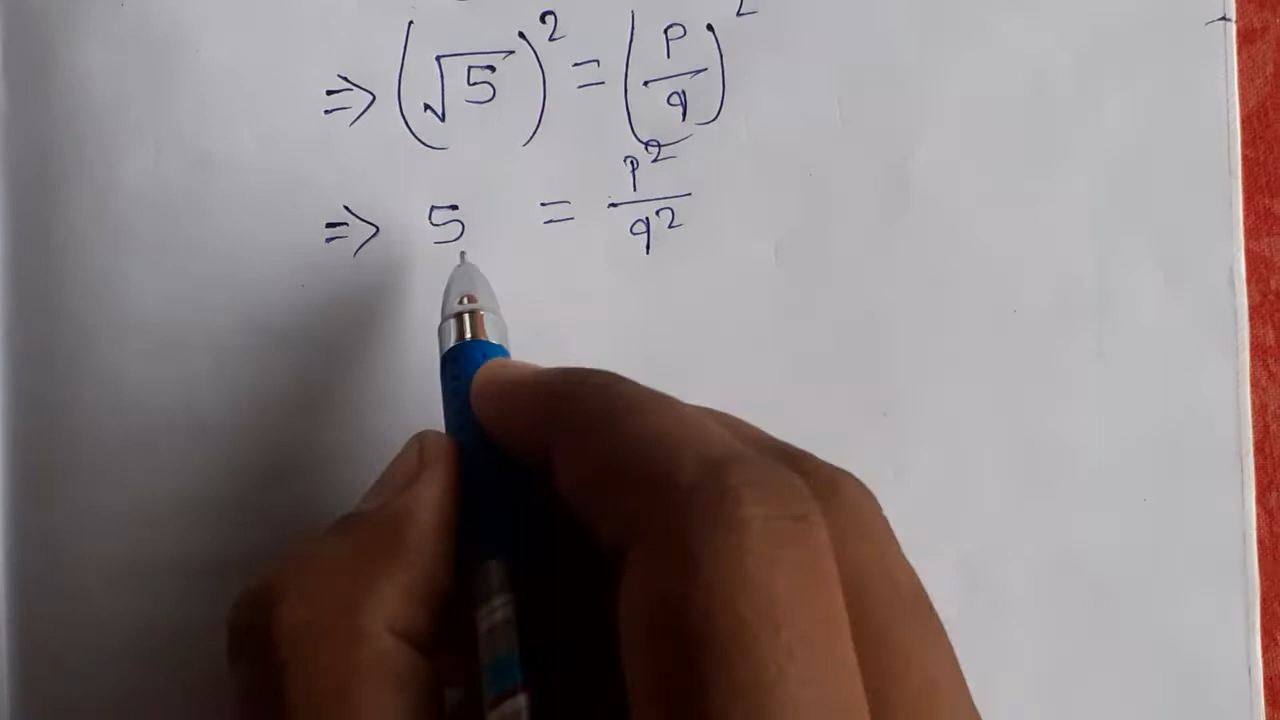 ⇒ (√5)² = (p/q)²
⇒ 5 = p²/q²